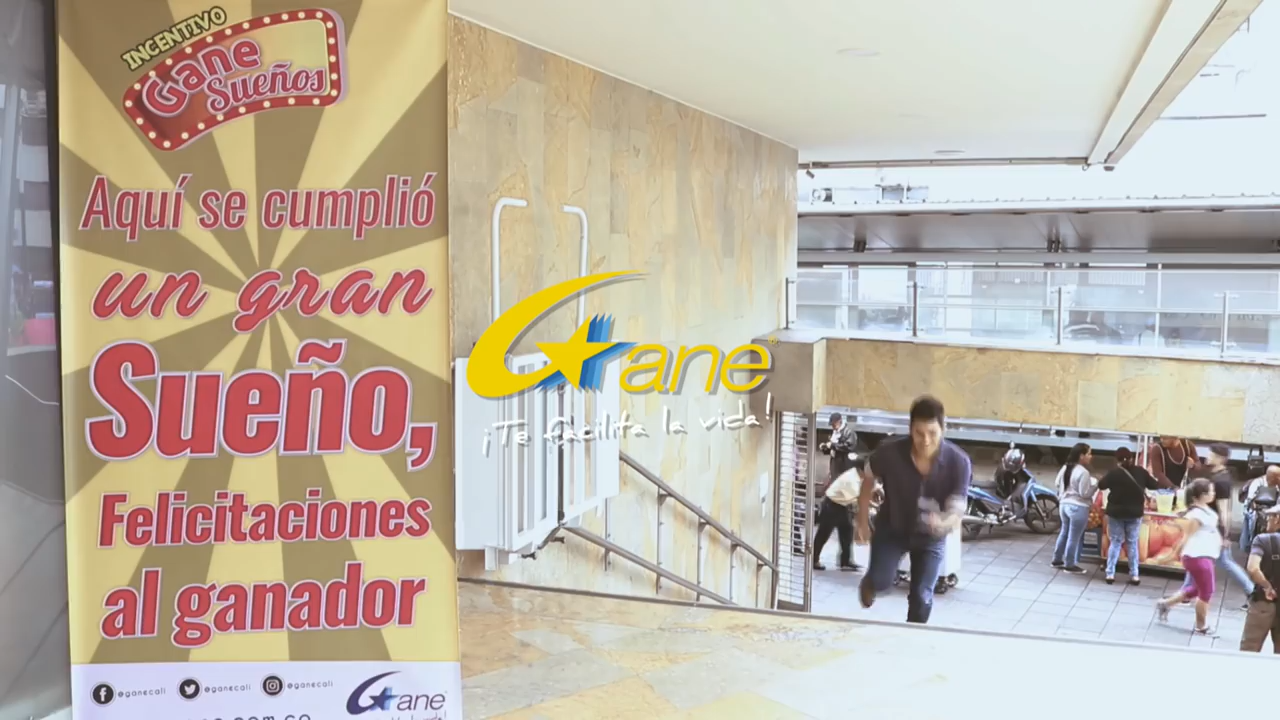 INCENTIVO
Gane
Sueños
Aquí se cumplió
un gran
Sueño,
Felicitaciones
al ganador
@ganecali @ganecali @ganecali
Gane
Gane
¡Te facilita la vida!